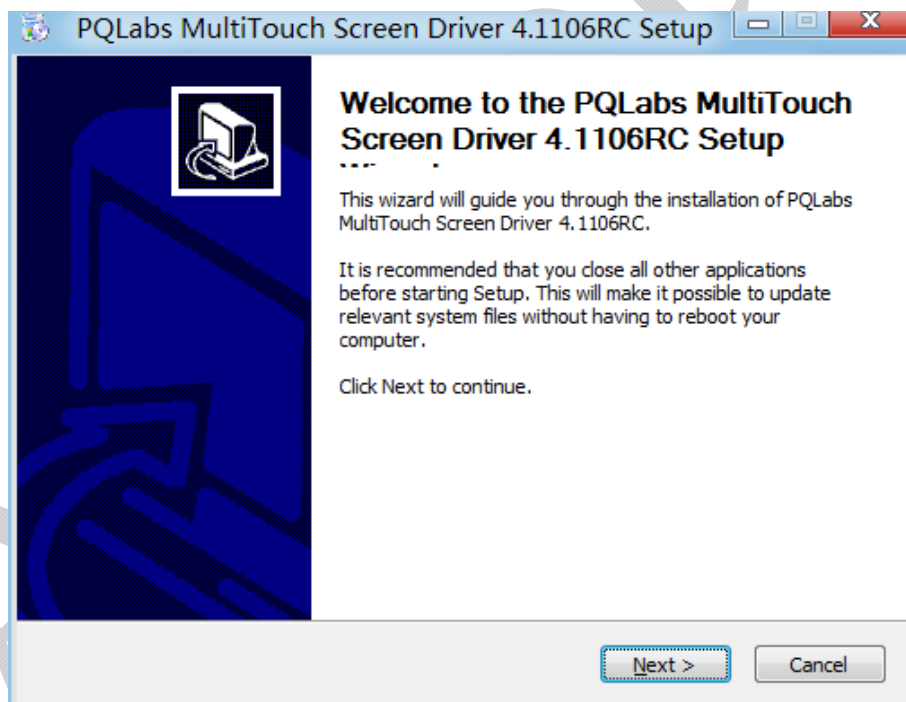 PQLabs MultiTouch Screen Driver 4.1106RC Setup
Welcome to the PQLabs MultiTouch
Screen Driver 4.1106RC Setup
This wizard will guide you through the installation of PQLabs
MultiTouch Screen Driver 4.1106RC.
It is recommended that you close all other applications
before starting Setup. This will make it possible to update
relevant system files without having to reboot your
computer.
Click Next to continue.
Next >
Cancel